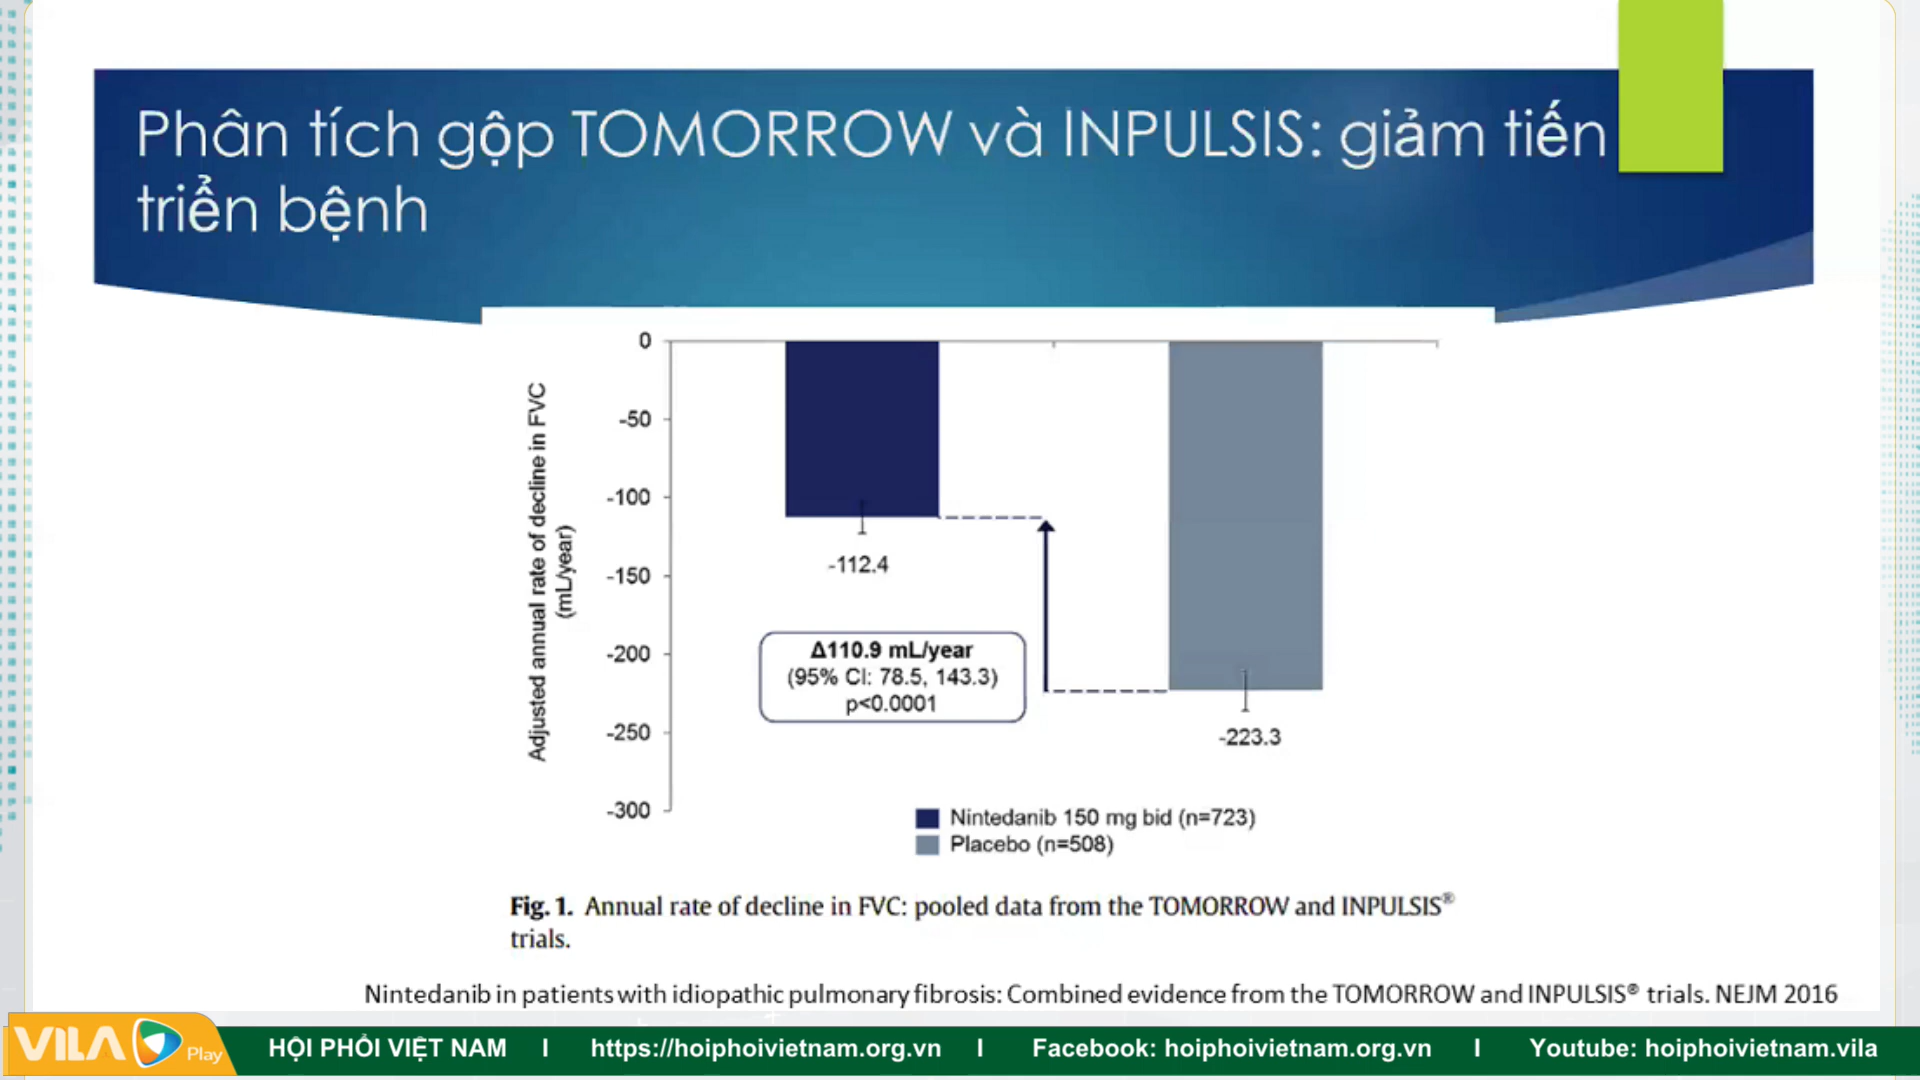 Phân tích gộp TOMORROW và INPULSIS: giảm tiến
triển bệnh
0
-50
-100
-150
-200
-250
-300
Adjusted annual rate of decline in FVC
(mL/year)
-112.4
Δ110.9 mL/year
(95% CI: 78.5, 143.3)
p<0.0001
-223.3
Nintedanib 150 mg bid (n=723)
Placebo (n=508)
Fig. 1. Annual rate of decline in FVC: pooled data from the TOMORROW and INPULSIS®
trials.
Nintedanib in patients with idiopathic pulmonary fibrosis: Combined evidence from the TOMORROW and INPULSIS® trials. NEJM 2016
VILA Play
HỘI PHỔI VIỆT NAM I https://hoiphoivietnam.org.vn I Facebook: hoiphoivietnam.org.vn I Youtube: hoiphoivietnam.vila